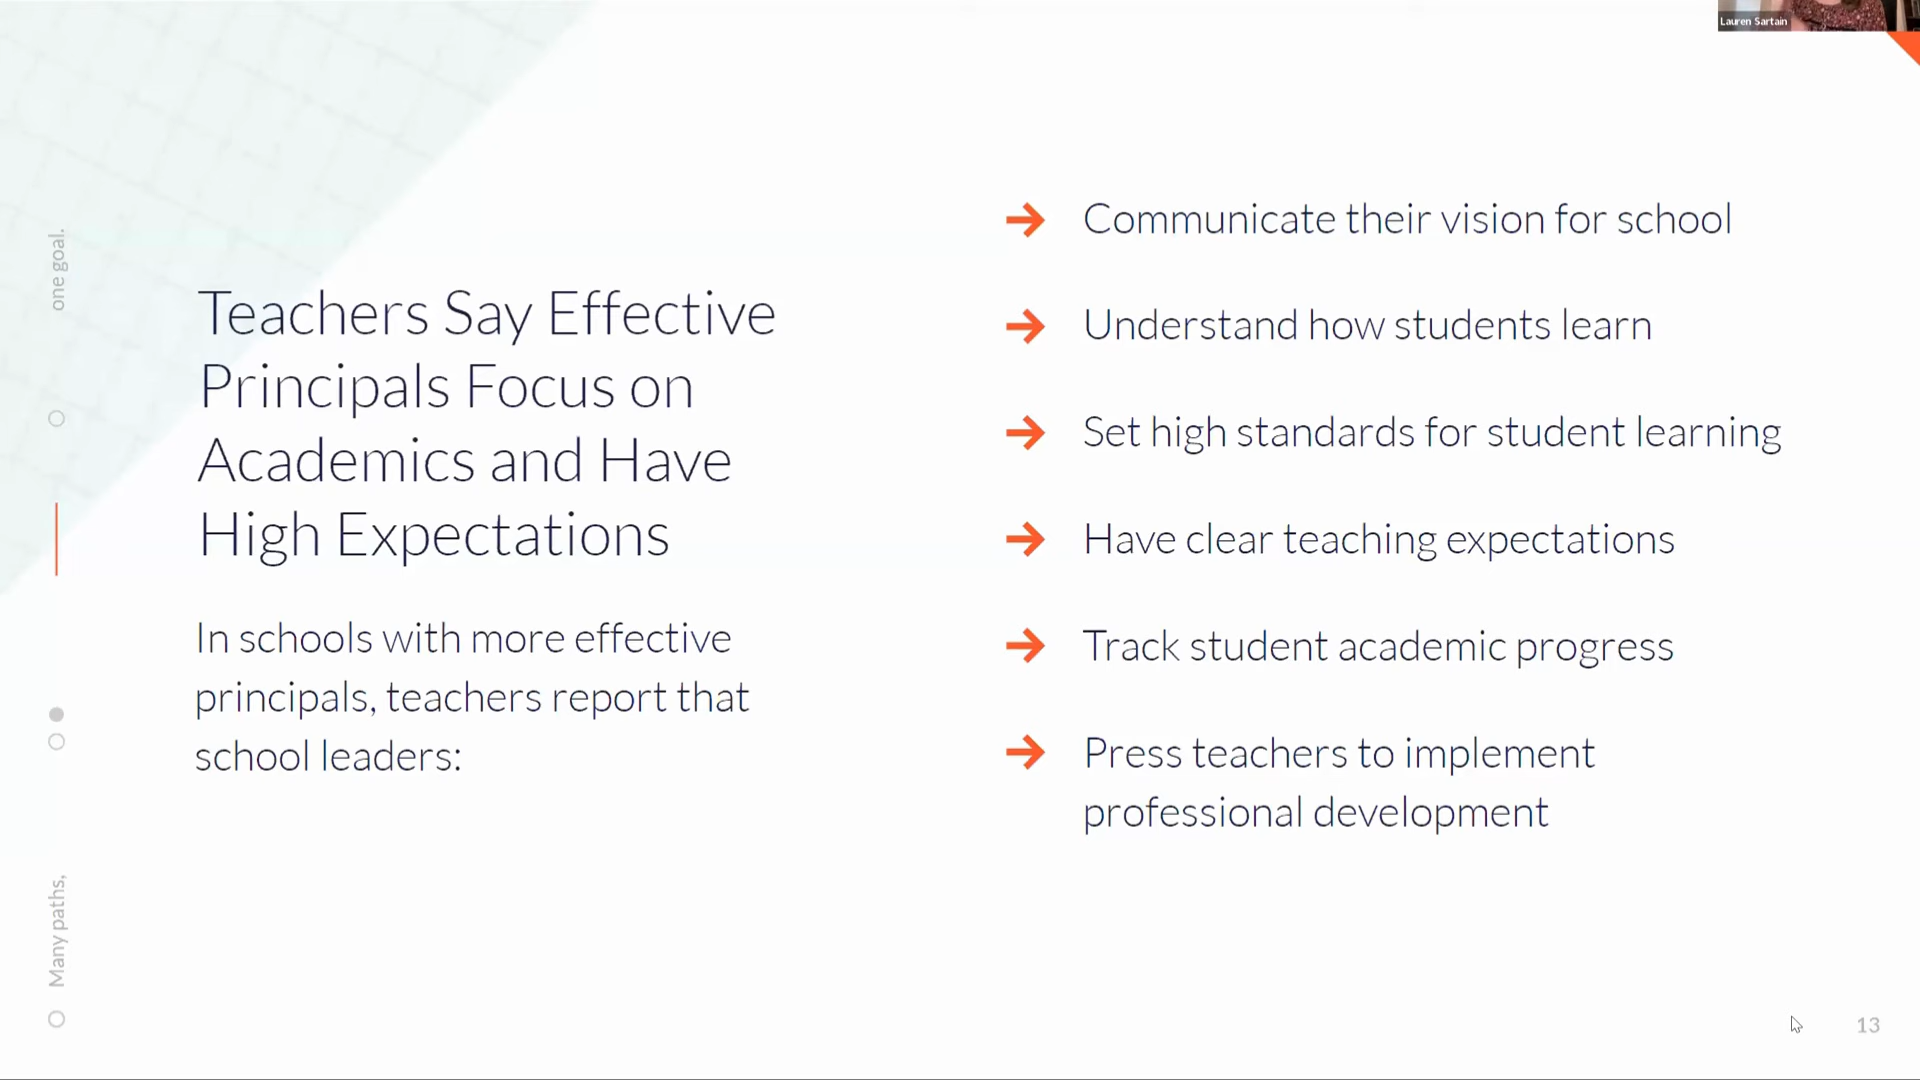 Lauren Sartain
Teachers Say Effective
Principals Focus on
Academics and Have
High Expectations
In schools with more effective
principals, teachers report that
school leaders:
Communicate their vision for school
Understand how students learn
Set high standards for student learning
Have clear teaching expectations
Track student academic progress
Press teachers to implement
professional development
Many paths,
one goal.
13